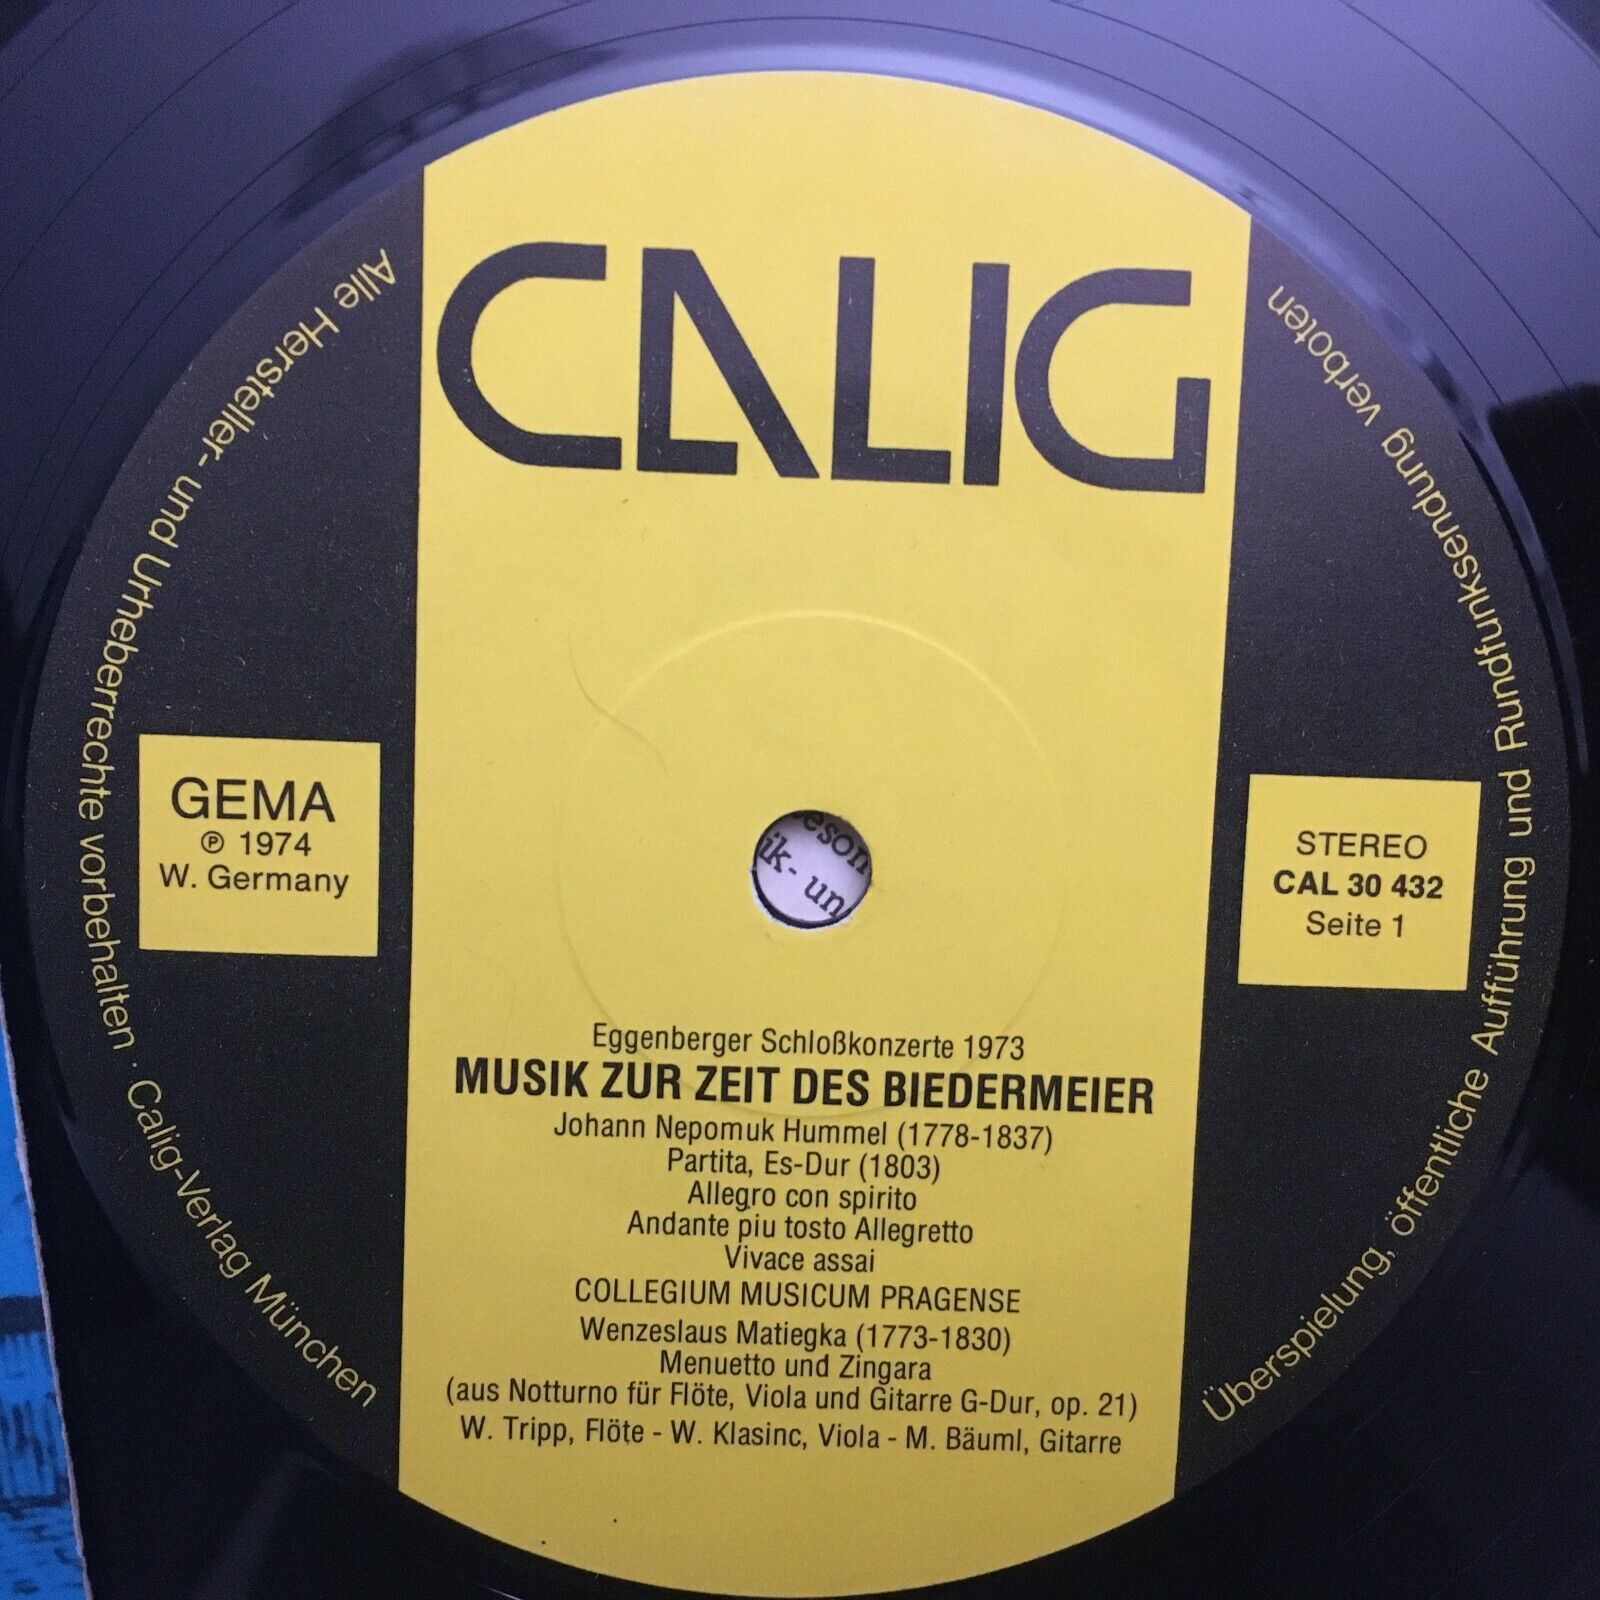 CALIG
Alle Hersteller- und Urheberrechte vorbehalten · Calig-Verlag München
Überspielung, öffentliche Aufführung und Rundfunksendung verboten
GEMA
℗ 1974
W. Germany
STEREO
CAL 30 432
Seite 1
eson
ik- un
Eggenberger Schloßkonzerte 1973
MUSIK ZUR ZEIT DES BIEDERMEIER
Johann Nepomuk Hummel (1778-1837)
Partita, Es-Dur (1803)
Allegro con spirito
Andante piu tosto Allegretto
Vivace assai
COLLEGIUM MUSICUM PRAGENSE
Wenzeslaus Matiegka (1773-1830)
Menuetto und Zingara
(aus Notturno für Flöte, Viola und Gitarre G-Dur, op. 21)
W. Tripp, Flöte - W. Klasinc, Viola - M. Bäuml, Gitarre